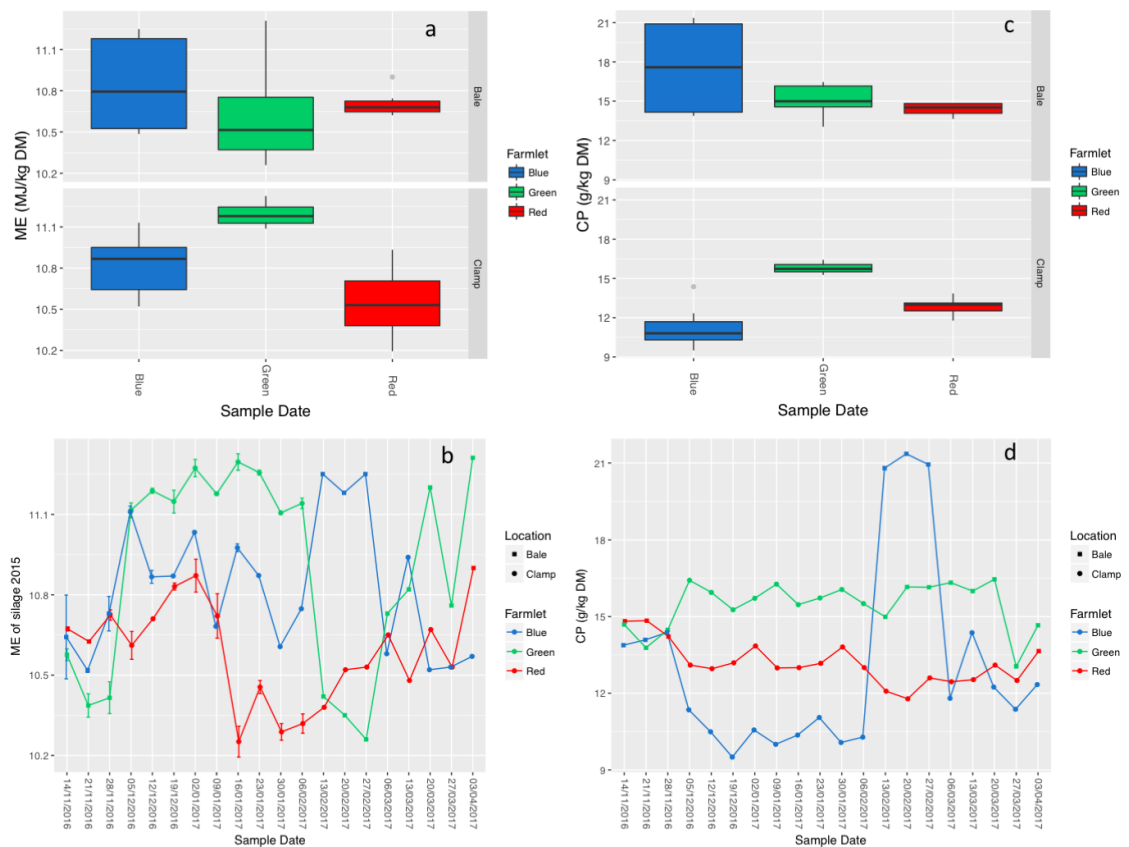 a
11.1
10.8
10.5
10.2
Bale
11.1
10.8
10.5
10.2
Clamp
ME (MJ/kg DM)
Blue
Green
Red
Sample Date
Farmlet
Blue
Green
Red
c
21
18
15
12
9
Bale
21
18
15
12
9
Clamp
CP (g/kg DM)
Blue
Green
Red
Sample Date
Farmlet
Blue
Green
Red
b
11.1
10.8
10.5
10.2
ME of silage 2015
14/11/2016
21/11/2016
28/11/2016
05/12/2016
12/12/2016
19/12/2016
02/01/2017
09/01/2017
16/01/2017
23/01/2017
30/01/2017
06/02/2017
13/02/2017
20/02/2017
27/02/2017
06/03/2017
13/03/2017
20/03/2017
27/03/2017
03/04/2017
Sample Date
Location
Bale
Clamp
Farmlet
Blue
Green
Red
d
21
18
15
12
9
CP (g/kg DM)
14/11/2016
21/11/2016
28/11/2016
05/12/2016
12/12/2016
19/12/2016
02/01/2017
09/01/2017
16/01/2017
23/01/2017
30/01/2017
06/02/2017
13/02/2017
20/02/2017
27/02/2017
06/03/2017
13/03/2017
20/03/2017
27/03/2017
03/04/2017
Sample Date
Location
Bale
Clamp
Farmlet
Blue
Green
Red